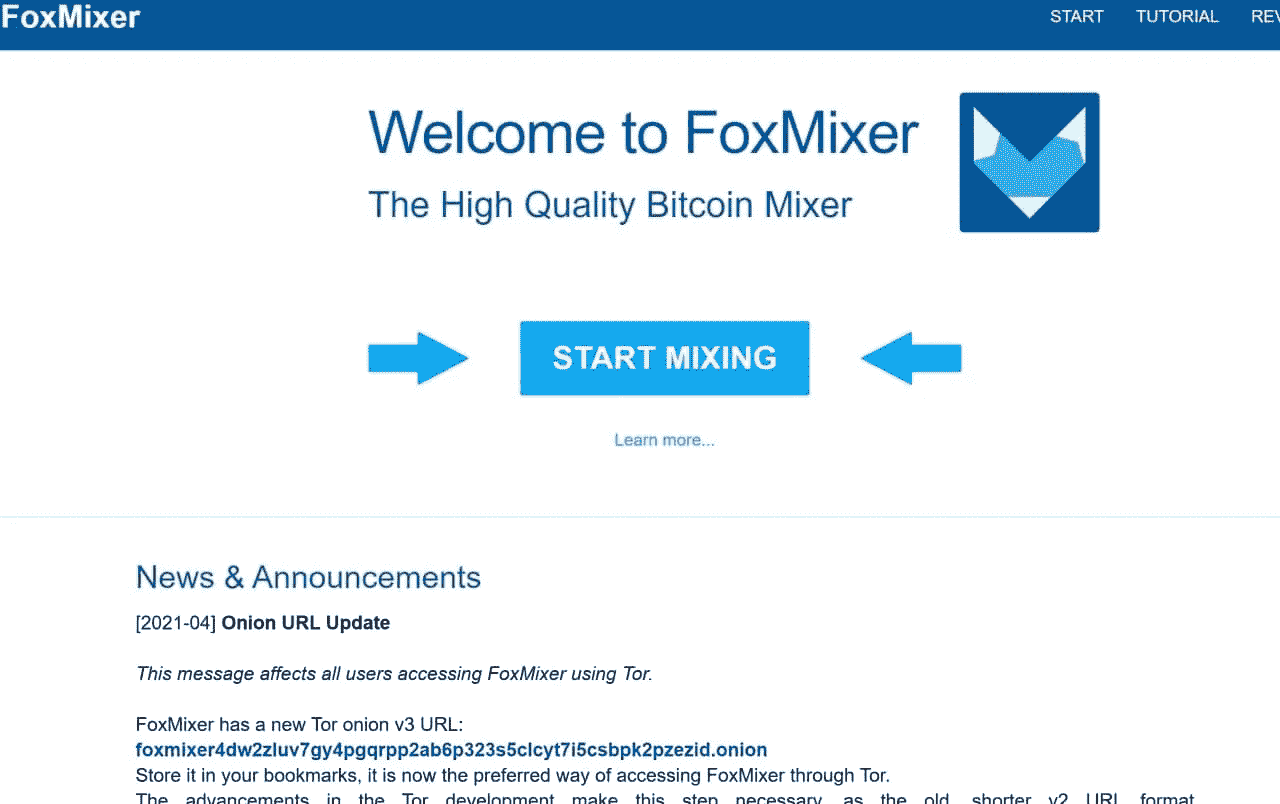 FoxMixer
START TUTORIAL REV
Welcome to FoxMixer
The High Quality Bitcoin Mixer
START MIXING
Learn more...
News & Announcements
[2021-04] Onion URL Update
This message affects all users accessing FoxMixer using Tor.
FoxMixer has a new Tor onion v3 URL:
foxmixer4dw2zluv7gy4pgqrpp2ab6p323s5clcyt7i5csbpk2pzezid.onion
Store it in your bookmarks, it is now the preferred way of accessing FoxMixer through Tor.
The advancements in the Tor development make this step necessary, as the old, shorter v2 URL format